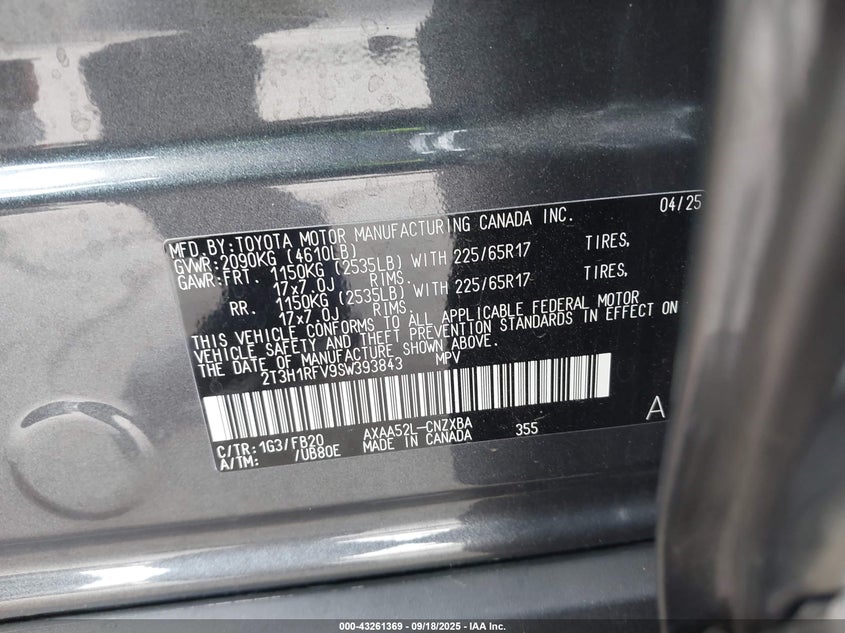 MFD.BY:TOYOTA MOTOR MANUFACTURING CANADA INC. 04/25
GVWR:2090KG (4610LB)
GAWR:FRT. 1150KG (2535LB) WITH 225/65R17 TIRES,
17x7.0J RIMS.
RR. 1150KG (2535LB) WITH 225/65R17 TIRES,
17x7.0J RIMS.
THIS VEHICLE CONFORMS TO ALL APPLICABLE FEDERAL MOTOR
VEHICLE SAFETY AND THEFT PREVENTION STANDARDS IN EFFECT ON
THE DATE OF MANUFACTURE SHOWN ABOVE.
2T3H1RFV9SW393843 MPV
A
C/TR:1G3/FB20 AXAA52L-CNZXBA 355
A/TM: /UB80E MADE IN CANADA
000-43261369 - 09/18/2025 - IAA Inc.